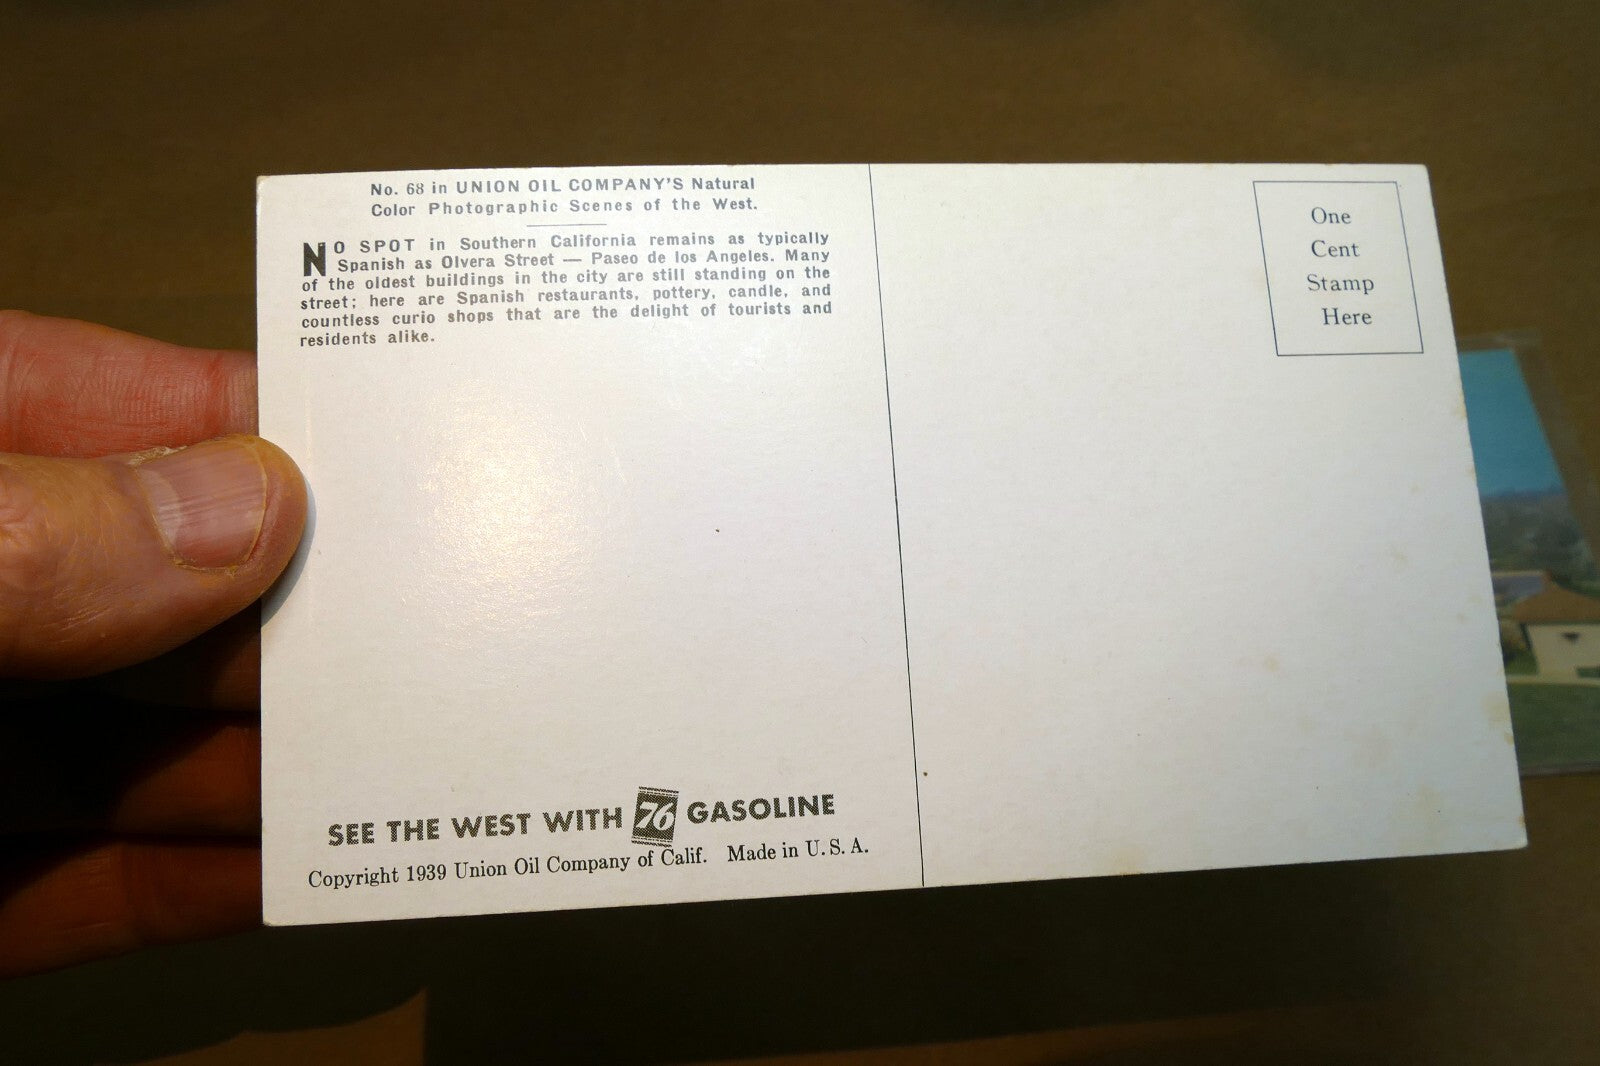 No. 68 in UNION OIL COMPANY'S Natural
Color Photographic Scenes of the West.
NO SPOT in Southern California remains as typically
Spanish as Olvera Street — Paseo de los Angeles. Many
of the oldest buildings in the city are still standing on the
street; here are Spanish restaurants, pottery, candle, and
countless curio shops that are the delight of tourists and
residents alike.
SEE THE WEST WITH 76 GASOLINE
Copyright 1939 Union Oil Company of Calif. Made in U. S. A.
One
Cent
Stamp
Here